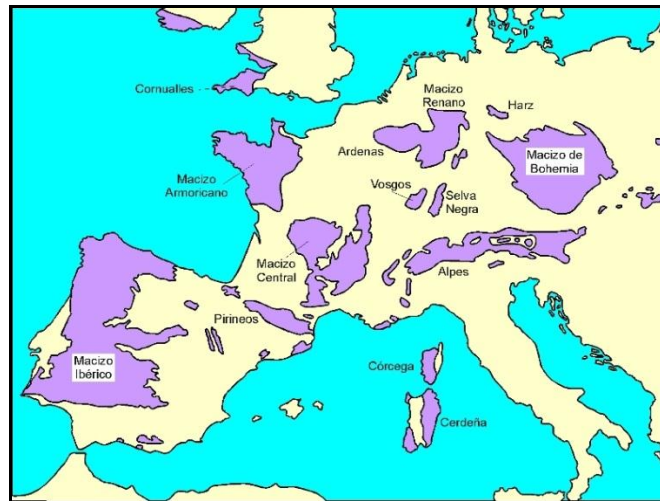 Cornualles
Macizo
Renano
Harz
Ardenas
Macizo de
Bohemia
Macizo
Armoricano
Vosgos
Selva
Negra
Macizo
Central
Alpes
Pirineos
Macizo
Ibérico
Córcega
Cerdeña